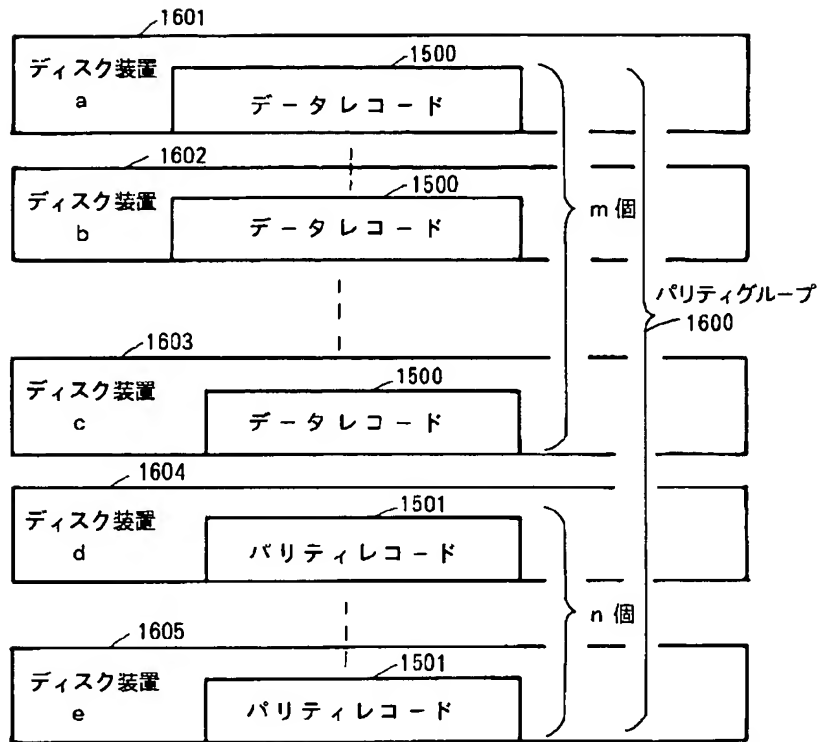 1601
1500
ディスク装置
a
データレコード
1602
1500
ディスク装置
b
データレコード
m個
パリティグループ
1600
1603
1500
ディスク装置
c
データレコード
1604
1501
ディスク装置
d
パリティレコード
n個
1605
1501
ディスク装置
e
パリティレコード